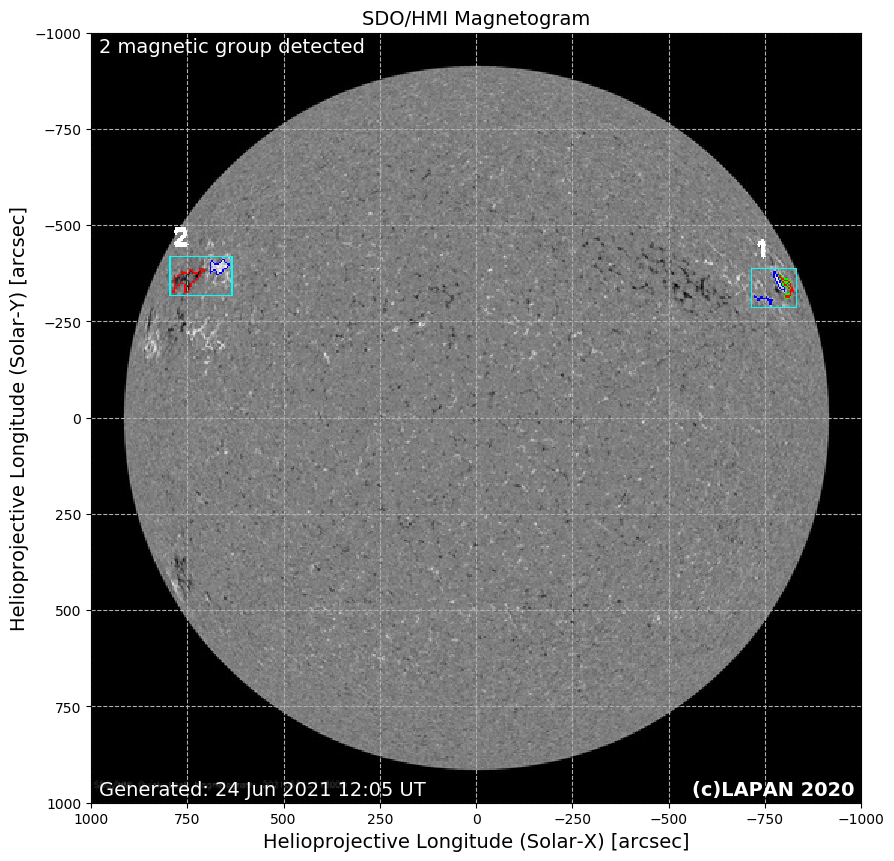 SDO/HMI Magnetogram
2 magnetic group detected
−1000
−750
−500
−250
0
250
500
750
1000
Helioprojective Longitude (Solar-Y) [arcsec]
2
1
Generated: 24 Jun 2021 12:05 UT
(c)LAPAN 2020
1000 750 500 250 0 −250 −500 −750 −1000
Helioprojective Longitude (Solar-X) [arcsec]